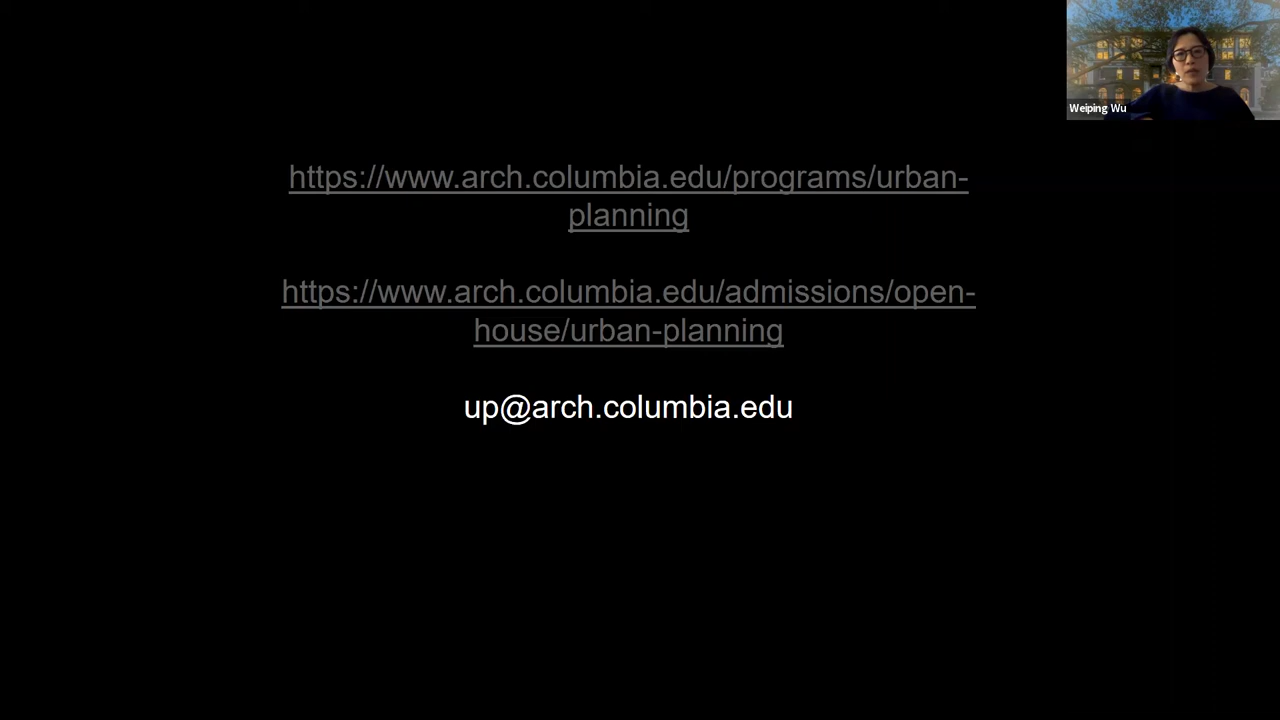 Weiping Wu
https://www.arch.columbia.edu/programs/urban-
planning
https://www.arch.columbia.edu/admissions/open-
house/urban-planning
up@arch.columbia.edu